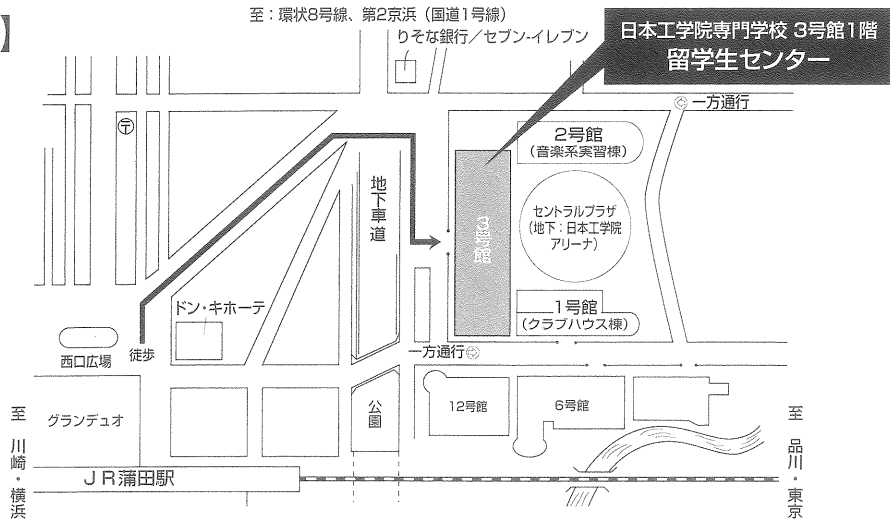 】
至：環状8号線、第2京浜（国道1号線）
りそな銀行／セブン-イレブン
日本工学院専門学校 3号館1階
留学生センター
一方通行
〒
2号館
（音楽系実習棟）
地下車道
3号館
セントラルプラザ
（地下：日本工学院
アリーナ）
ドン・キホーテ
1号館
（クラブハウス棟）
西口広場
徒歩
一方通行
グランデュオ
公園
12号館
6号館
至 川崎・横浜
至 品川・東京
ＪＲ蒲田駅